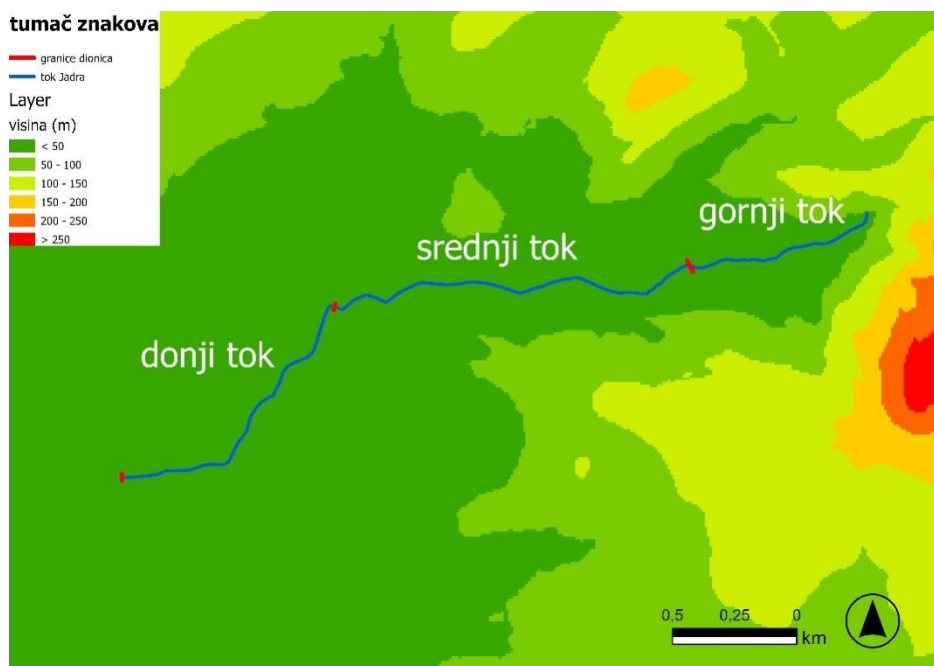 tumač znakova
granice dionica
tok Jadra
Layer
visina (m)
< 50
50 - 100
100 - 150
150 - 200
200 - 250
> 250
gornji tok
srednji tok
donji tok
0,5 0,25 0
km